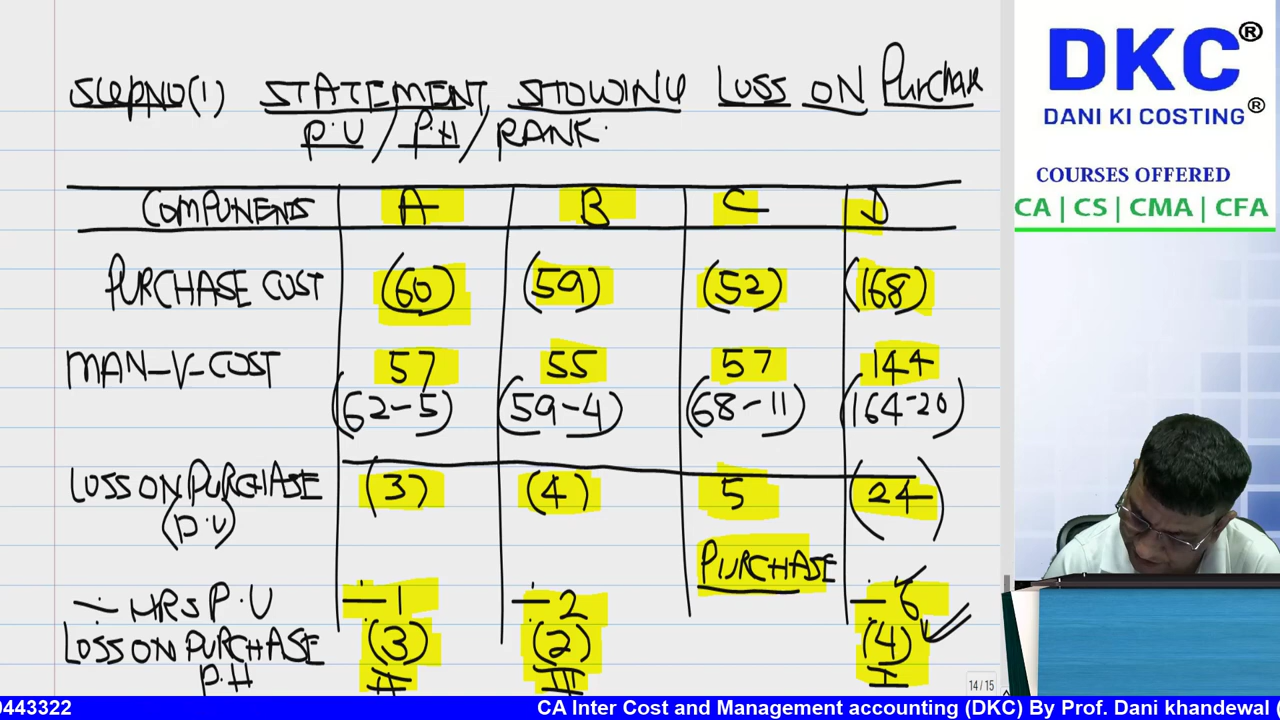 StepNO(1) STATEMENT SHOWING LOSS ON Purchase
P.U / P.H / RANK.
COMPONENTS A B C D
PURCHASE COST (60) (59) (52) (168)
MAN-V-COST 57 55 57 144
(62-5) (59-4) (68-11) (164-20)
LOSS ON PURCHASE (3) (4) 5 (24)
(P.U)
PURCHASE
÷ HRS P.U ÷1 ÷2 ÷6
LOSS ON PURCHASE (3) (2) (4)
P.H II III I
14/15
DKC®
DANI KI COSTING®
COURSES OFFERED
CA | CS | CMA | CFA
9443322 CA Inter Cost and Management accounting (DKC) By Prof. Dani khandewal (